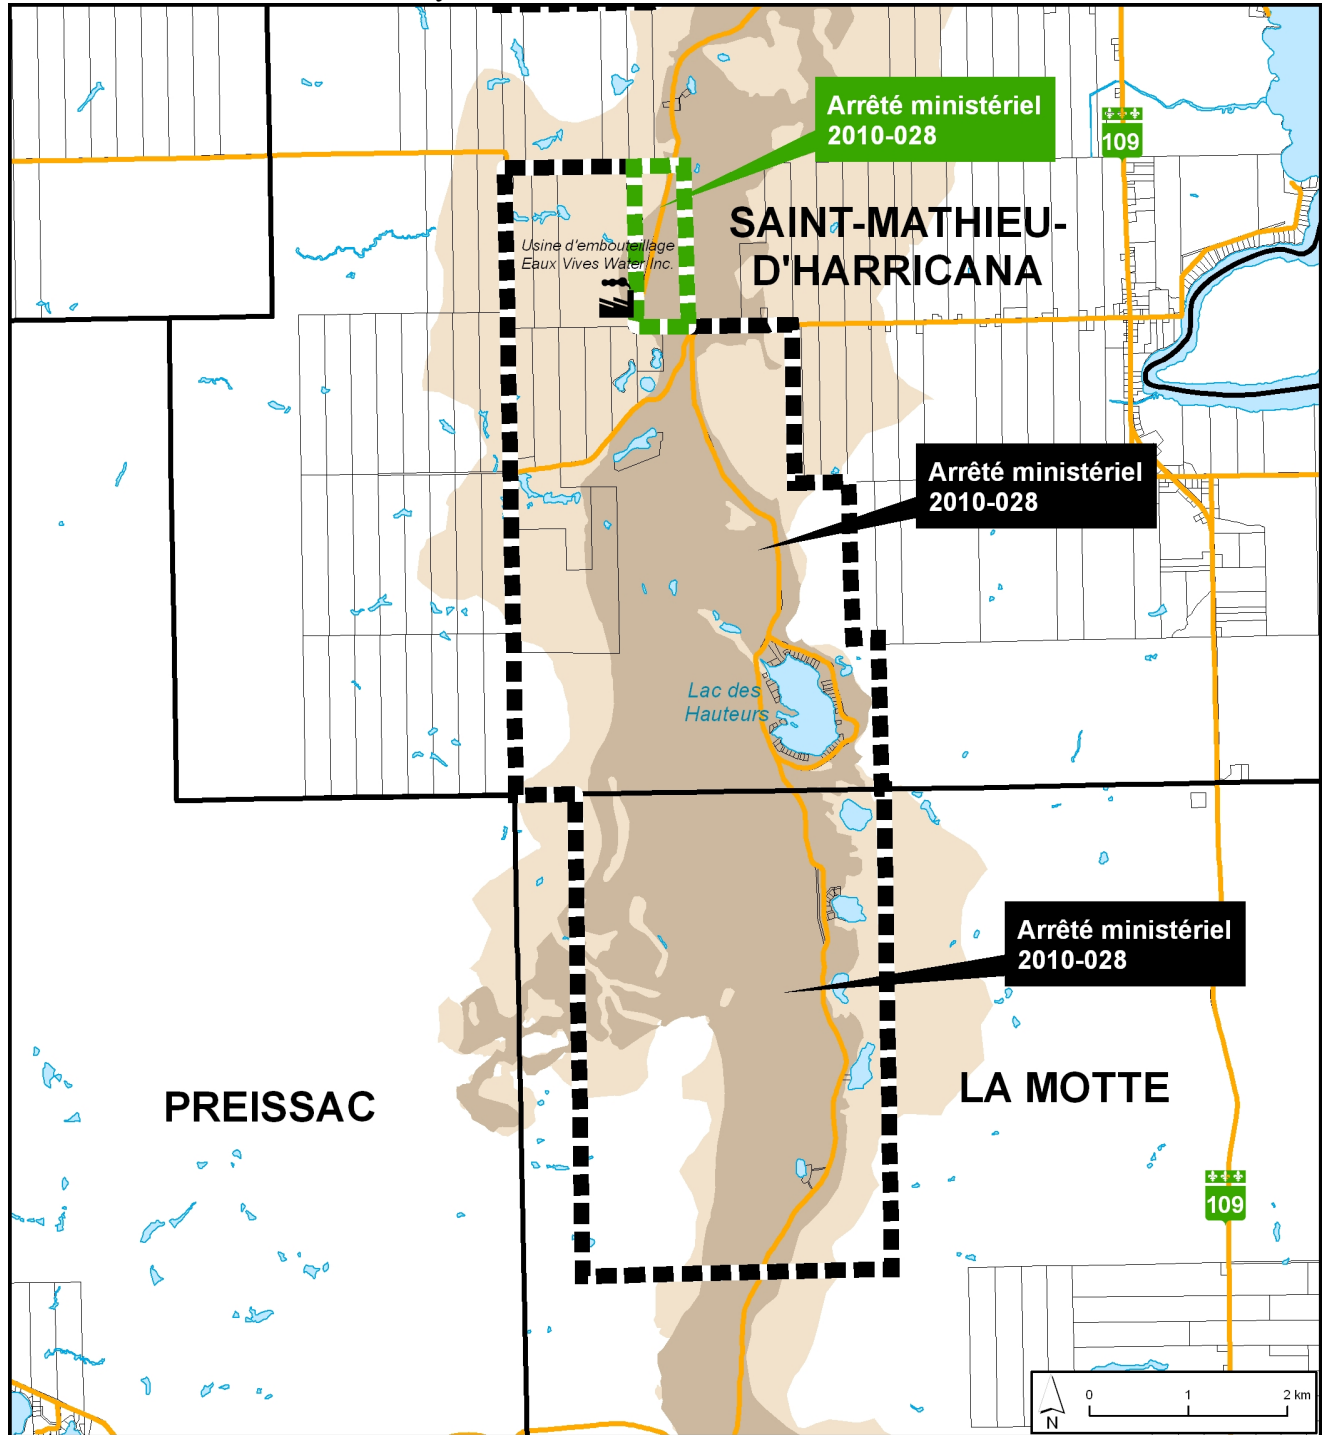 Arrêté ministériel
2010-028
109
SAINT-MATHIEU-
D'HARRICANA
Usine d'embouteillage
Eaux Vives Water Inc.
Arrêté ministériel
2010-028
Lac des
Hauteurs
Arrêté ministériel
2010-028
PREISSAC
LA MOTTE
109
0 1 2 km
N